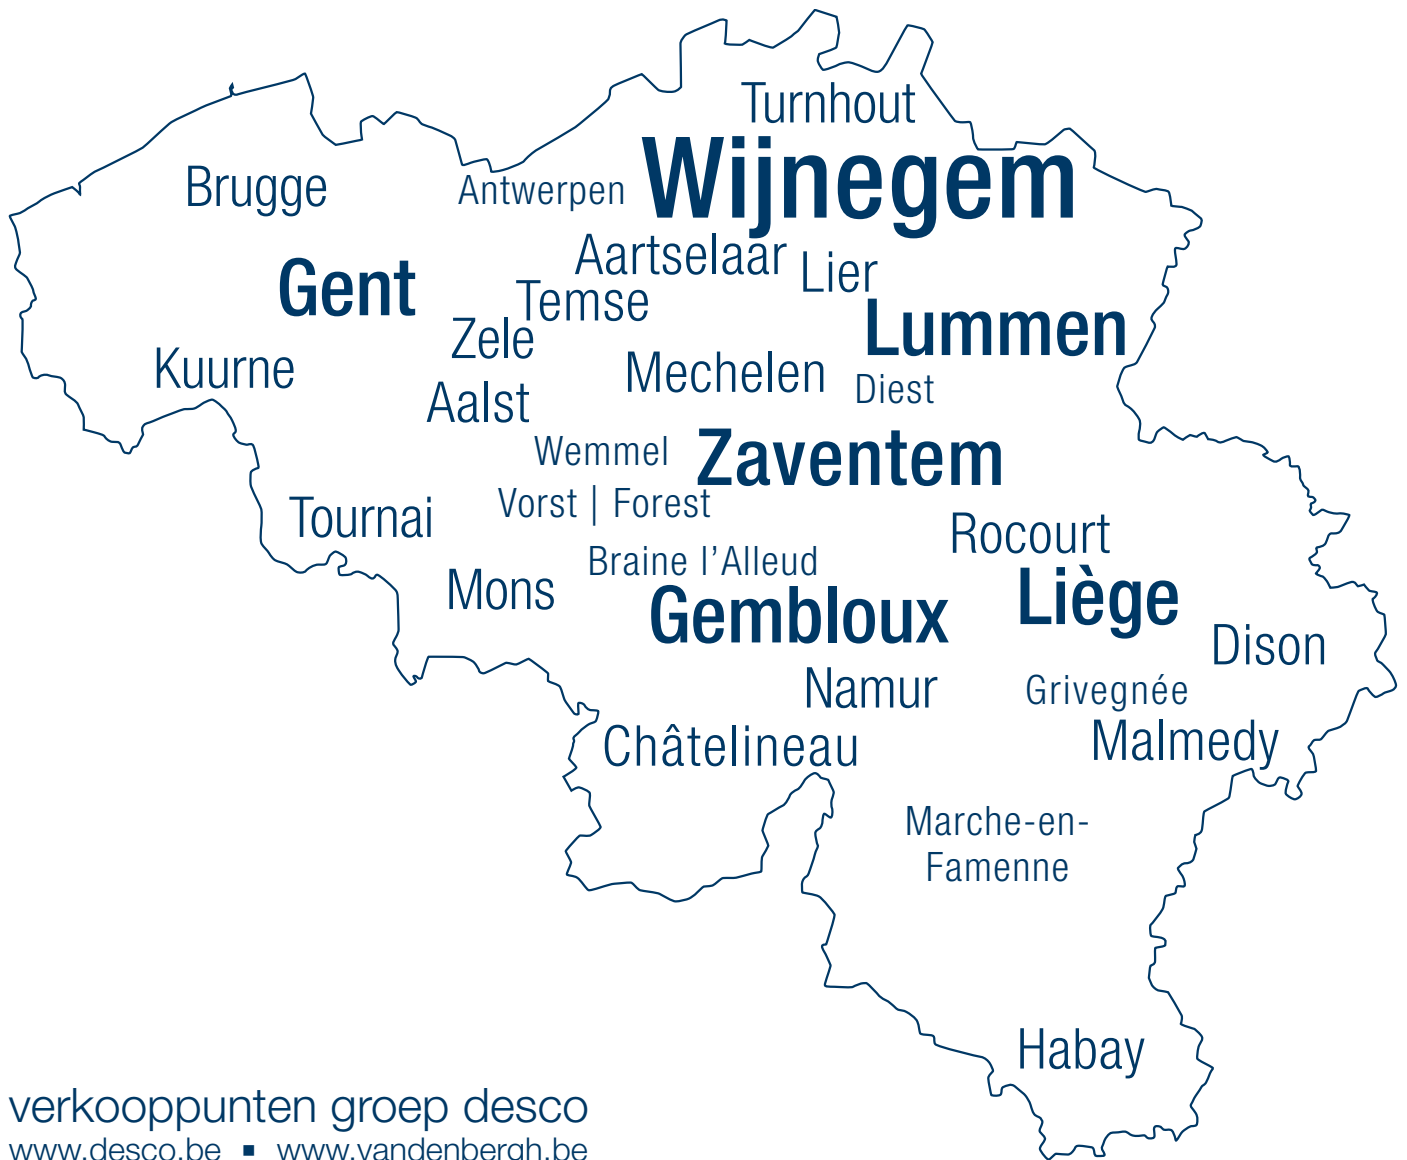 Turnhout
Wijnegem
Brugge
Antwerpen
Aartselaar
Lier
Gent
Temse
Lummen
Zele
Kuurne
Mechelen
Diest
Aalst
Wemmel
Zaventem
Vorst | Forest
Tournai
Rocourt
Braine l’Alleud
Mons
Liège
Gembloux
Dison
Namur
Grivegnée
Châtelineau
Malmedy
Marche-en-
Famenne
Habay
verkooppunten groep desco
www.desco.be ▪ www.vandenbergh.be